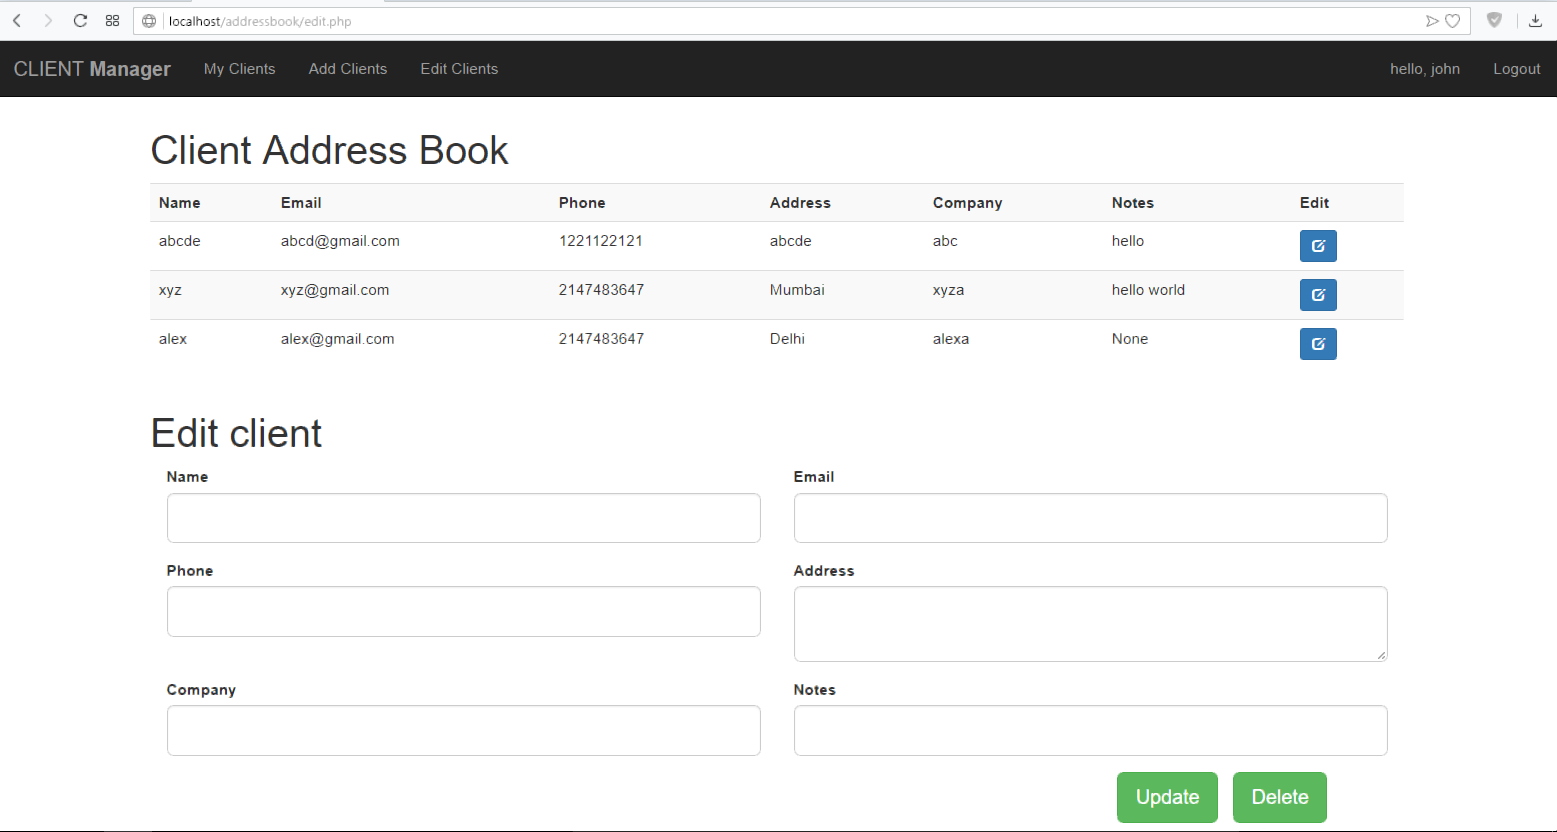 localhost/addressbook/edit.php
CLIENT Manager My Clients Add Clients Edit Clients hello, john Logout
Client Address Book
Name Email Phone Address Company Notes Edit
abcde abcd@gmail.com 1221122121 abcde abc hello
xyz xyz@gmail.com 2147483647 Mumbai xyza hello world
alex alex@gmail.com 2147483647 Delhi alexa None
Edit client
Name Email
Phone Address
Company Notes
Update Delete